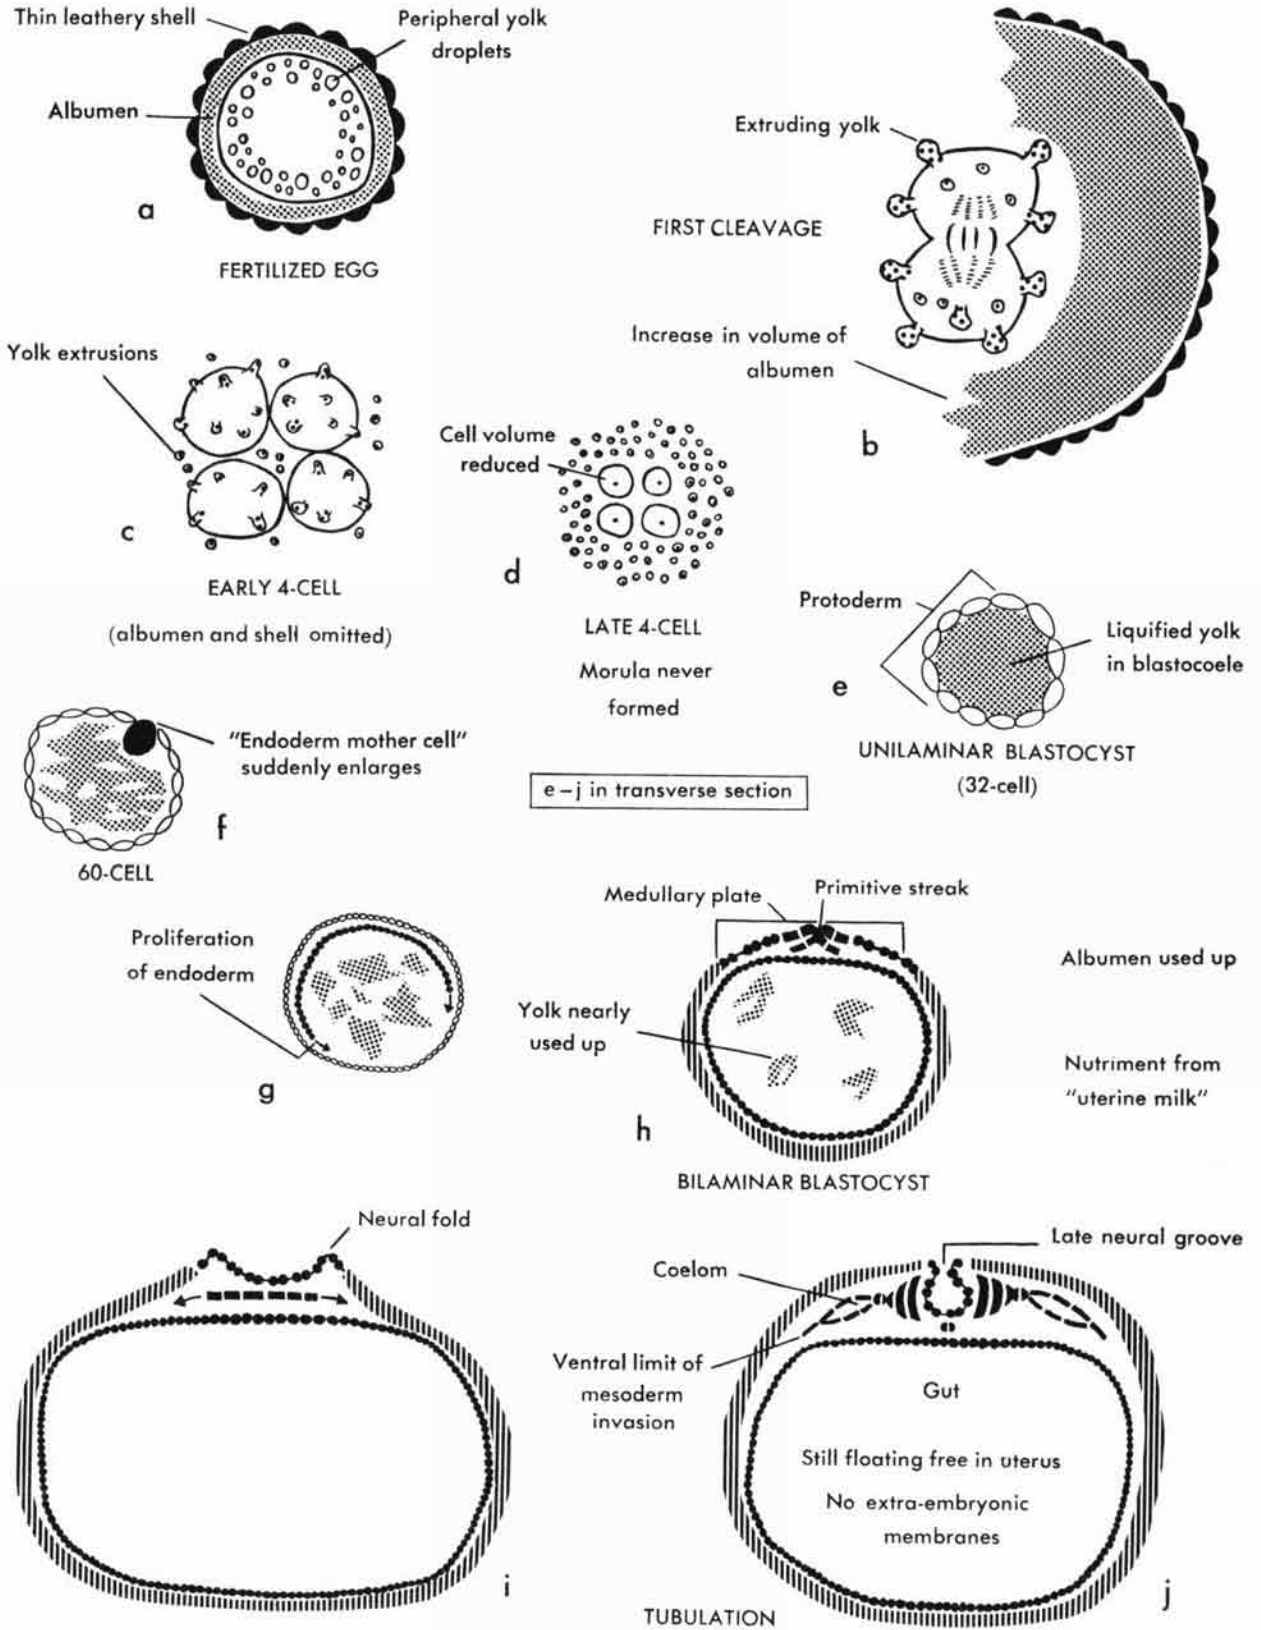 Thin leathery shell
Peripheral yolk
droplets
Albumen
a
FERTILIZED EGG
Extruding yolk
FIRST CLEAVAGE
Increase in volume of
albumen
b
Yolk extrusions
c
EARLY 4-CELL
(albumen and shell omitted)
Cell volume
reduced
d
LATE 4-CELL
Morula never
formed
Protoderm
Liquified yolk
in blastocoele
e
UNILAMINAR BLASTOCYST
(32-cell)
"Endoderm mother cell"
suddenly enlarges
f
60-CELL
e–j in transverse section
Proliferation
of endoderm
g
Medullary plate
Primitive streak
Yolk nearly
used up
Albumen used up
Nutriment from
"uterine milk"
h
BILAMINAR BLASTOCYST
Neural fold
i
Late neural groove
Coelom
Ventral limit of
mesoderm
invasion
Gut
Still floating free in uterus
No extra-embryonic
membranes
j
TUBULATION